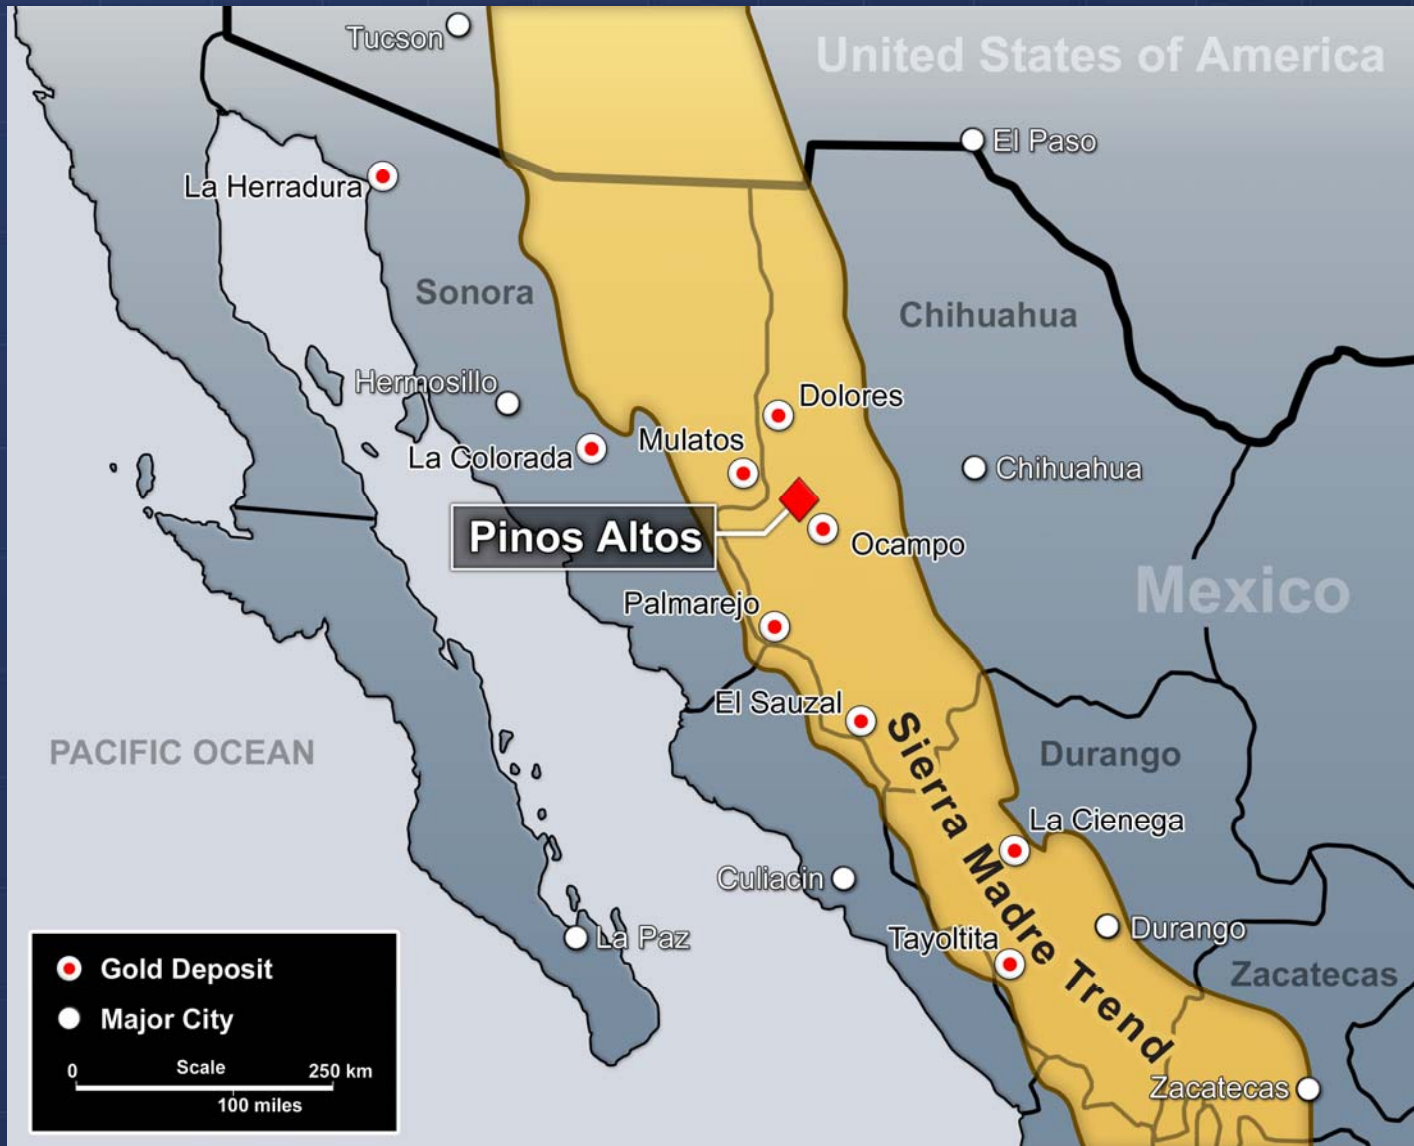 Tucson
United States of America
El Paso
La Herradura
Sonora
Chihuahua
Hermosillo
Dolores
Mulatos
La Colorada
Chihuahua
Pinos Altos
Ocampo
Mexico
Palmarejo
El Sauzal
PACIFIC OCEAN
Durango
Sierra Madre Trend
La Cienega
Culiacin
Durango
Tayoltita
La Paz
Zacatecas
Zacatecas
Gold Deposit
Major City
Scale
0 250 km
100 miles